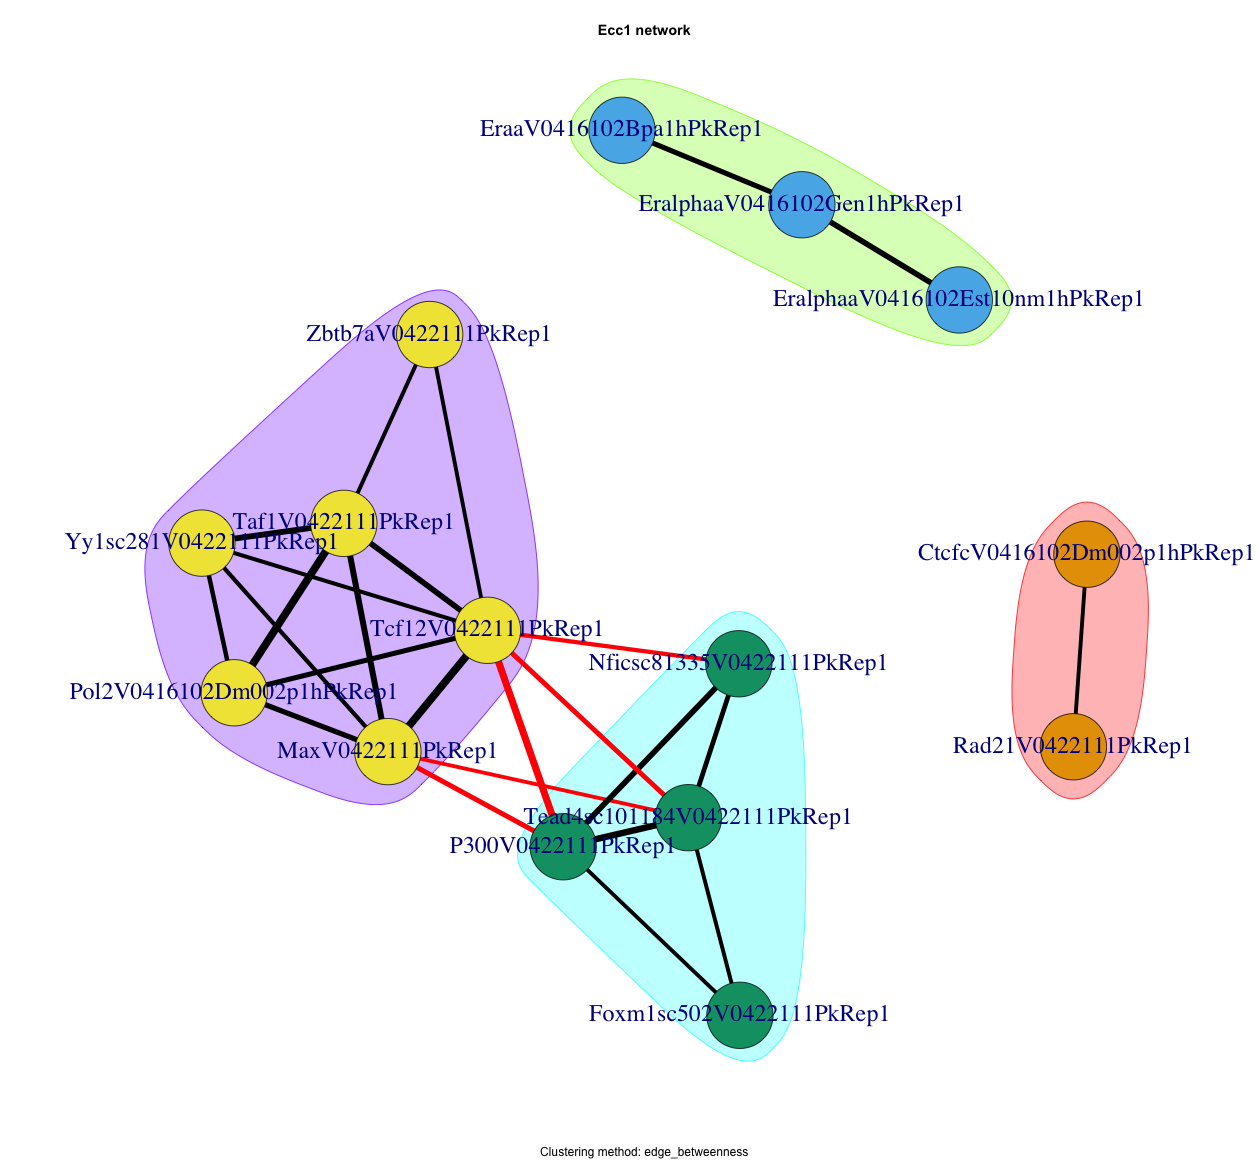 Ecc1 network
EraaV0416102Bpa1hPkRep1
EralphaaV0416102Gen1hPkRep1
EralphaaV0416102Est10nm1hPkRep1
Zbtb7aV0422111PkRep1
Taf1V0422111PkRep1
Yy1sc281V0422111PkRep1
CtcfcV0416102Dm002p1hPkRep1
Tcf12V0422111PkRep1
Nficsc81335V0422111PkRep1
Pol2V0416102Dm002p1hPkRep1
MaxV0422111PkRep1
Rad21V0422111PkRep1
Tead4sc101184V0422111PkRep1
P300V0422111PkRep1
Foxm1sc502V0422111PkRep1
Clustering method: edge_betweenness